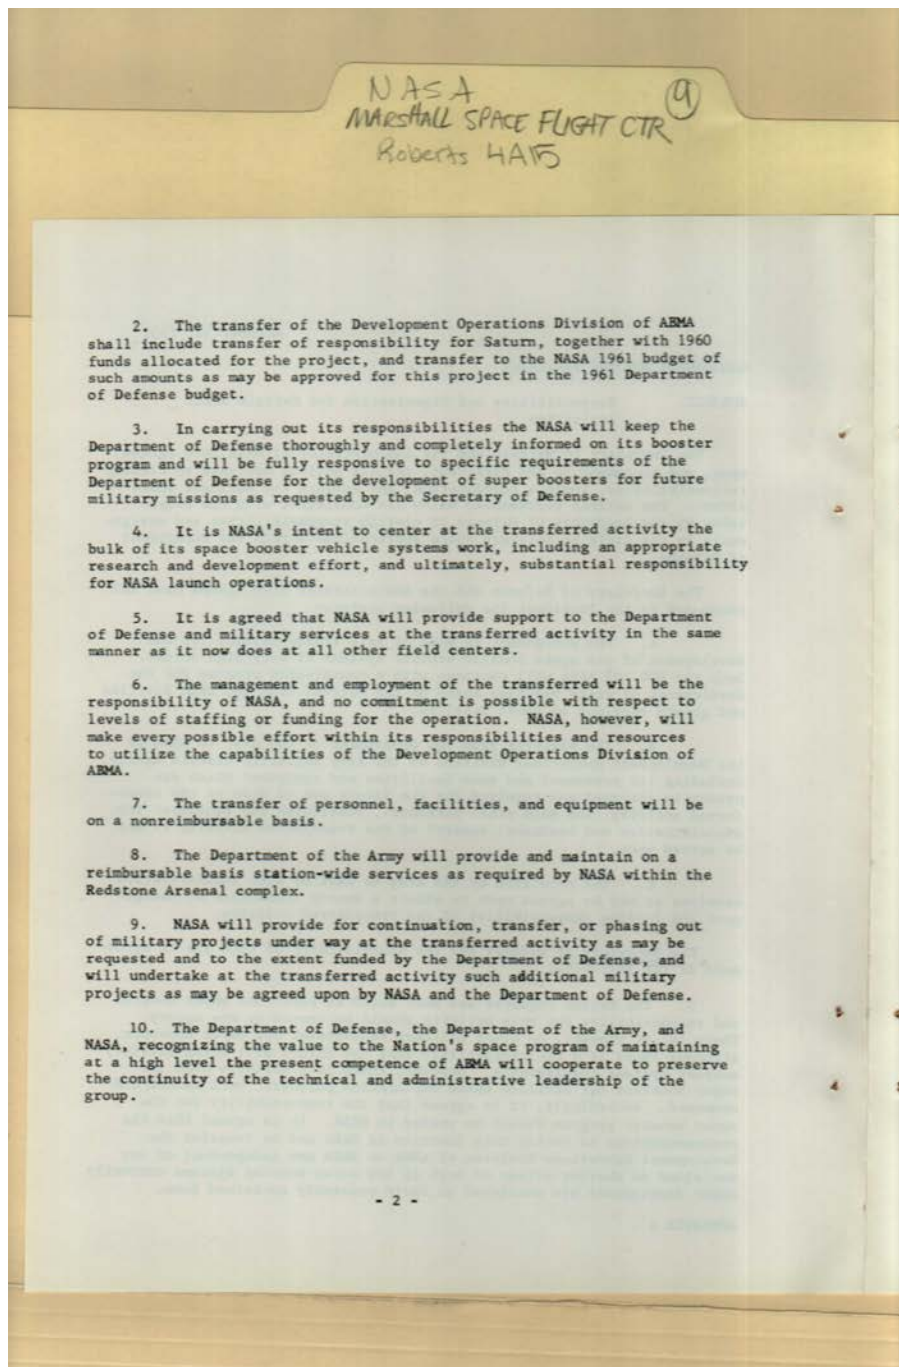 NASA
9
MARSHALL SPACE FLIGHT CTR
Roberts 4A15
2. The transfer of the Development Operations Division of ABMA
shall include transfer of responsibility for Saturn, together with 1960
funds allocated for the project, and transfer to the NASA 1961 budget of
such amounts as may be approved for this project in the 1961 Department
of Defense budget.
3. In carrying out its responsibilities the NASA will keep the
Department of Defense thoroughly and completely informed on its booster
program and will be fully responsive to specific requirements of the
Department of Defense for the development of super boosters for future
military missions as requested by the Secretary of Defense.
4. It is NASA's intent to center at the transferred activity the
bulk of its space booster vehicle systems work, including an appropriate
research and development effort, and ultimately, substantial responsibility
for NASA launch operations.
5. It is agreed that NASA will provide support to the Department
of Defense and military services at the transferred activity in the same
manner as it now does at all other field centers.
6. The management and employment of the transferred will be the
responsibility of NASA, and no commitment is possible with respect to
levels of staffing or funding for the operation. NASA, however, will
make every possible effort within its responsibilities and resources
to utilize the capabilities of the Development Operations Division of
ABMA.
7. The transfer of personnel, facilities, and equipment will be
on a nonreimbursable basis.
8. The Department of the Army will provide and maintain on a
reimbursable basis station-wide services as required by NASA within the
Redstone Arsenal complex.
9. NASA will provide for continuation, transfer, or phasing out
of military projects under way at the transferred activity as may be
requested and to the extent funded by the Department of Defense, and
will undertake at the transferred activity such additional military
projects as may be agreed upon by NASA and the Department of Defense.
10. The Department of Defense, the Department of the Army, and
NASA, recognizing the value to the Nation's space program of maintaining
at a high level the present competence of ABMA will cooperate to preserve
the continuity of the technical and administrative leadership of the
group.
- 2 -